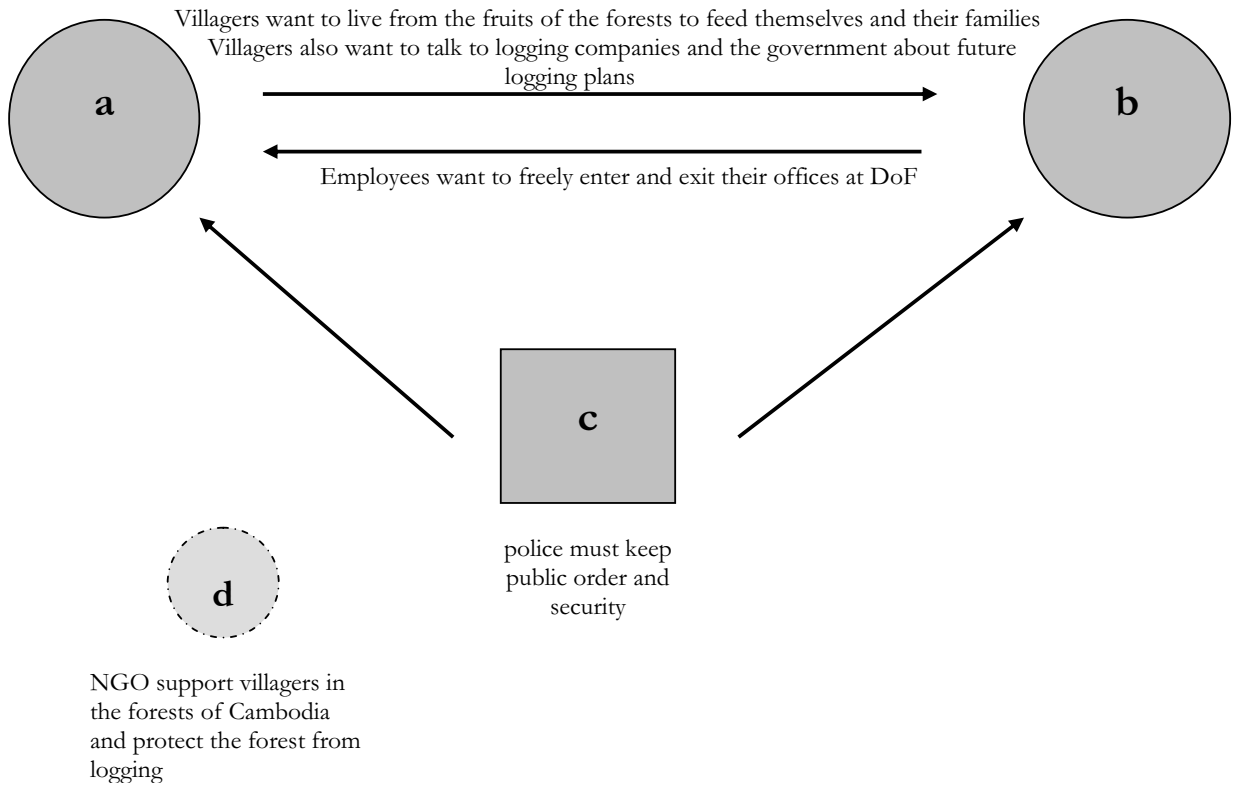 Villagers want to live from the fruits of the forests to feed themselves and their families
Villagers also want to talk to logging companies and the government about future
logging plans
a
b
Employees want to freely enter and exit their offices at DoF
c
police must keep
public order and
security
d
NGO support villagers in
the forests of Cambodia
and protect the forest from
logging